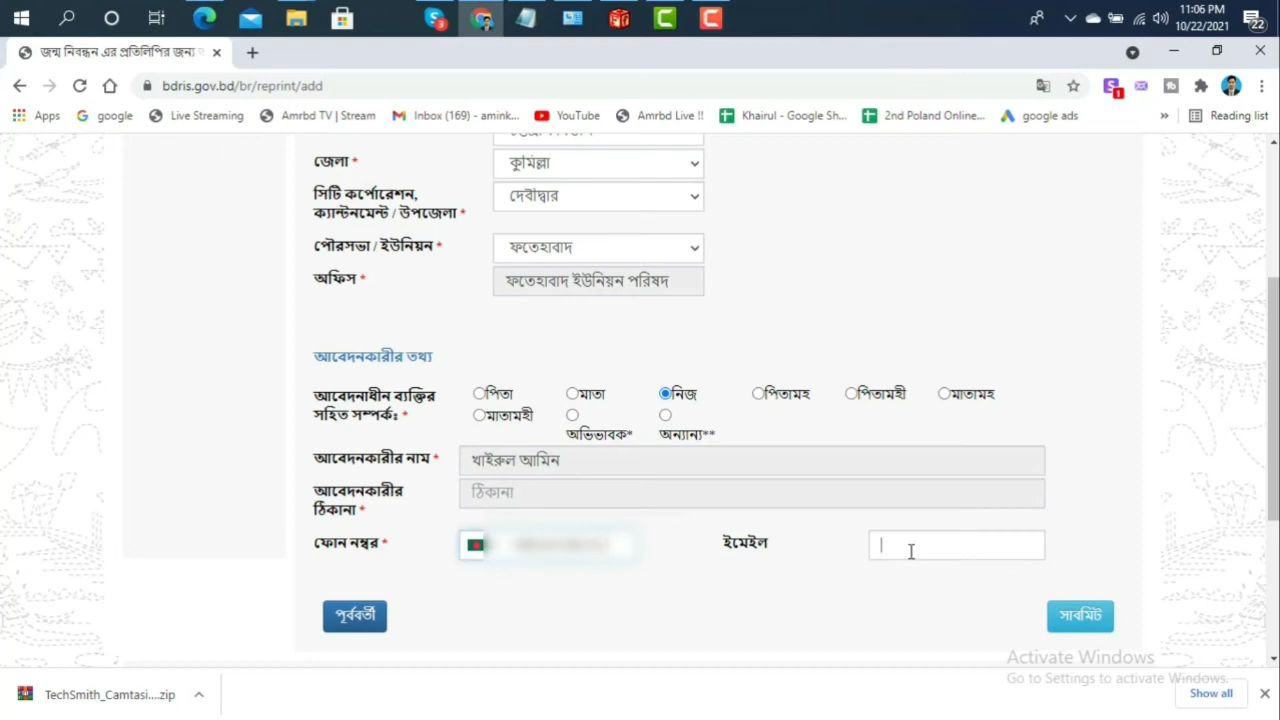 11:06 PM
10/22/2021
22
3
জন্ম নিবন্ধন এর প্রতিলিপির জন্য
bdris.gov.bd/br/reprint/add
1
Apps google Live Streaming Amrbd TV | Stream Inbox (169) - amink... YouTube Amrbd Live !! Khairul - Google Sh... 2nd Poland Online... google ads » Reading list
জেলা * কুমিল্লা
সিটি কর্পোরেশন, দেবীদ্বার
ক্যান্টনমেন্ট / উপজেলা *
পৌরসভা / ইউনিয়ন * ফতেহাবাদ
অফিস * ফতেহাবাদ ইউনিয়ন পরিষদ
আবেদনকারীর তথ্য
আবেদনাধীন ব্যক্তির পিতা মাতা নিজ পিতামহ পিতামহী মাতামহ
সহিত সম্পর্কঃ * মাতামহী
অভিভাবক* অন্যান্য**
আবেদনকারীর নাম * খাইরুল আমিন
আবেদনকারীর ঠিকানা
ঠিকানা *
ফোন নম্বর * ইমেইল
পূর্ববর্তী সাবমিট
Activate Windows
Go to Settings to activate Windows.
TechSmith_Camtasi....zip Show all